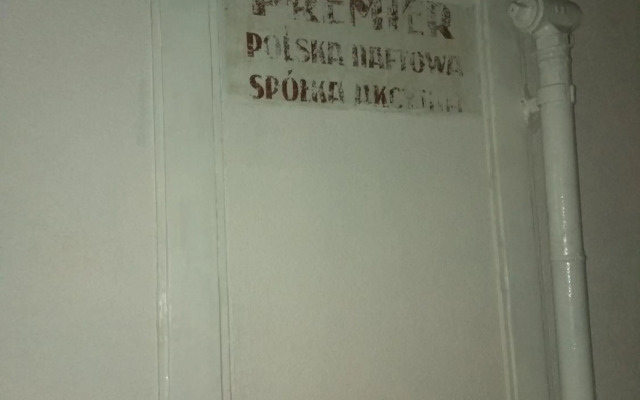 PREMIER
POLSKA NAFTOWA
SPÓŁKA AKCYJNA